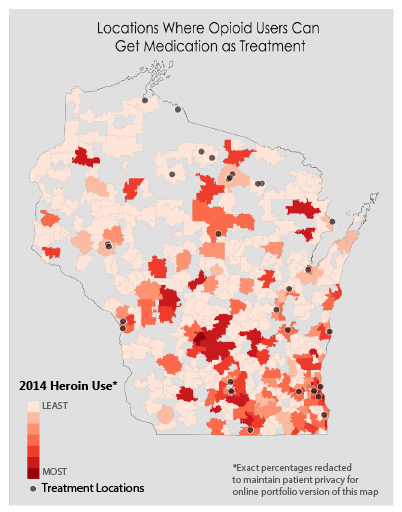 Locations Where Opioid Users Can
Get Medication as Treatment
2014 Heroin Use*
LEAST
MOST
Treatment Locations
*Exact percentages redacted
to maintain patient privacy for
online portfolio version of this map